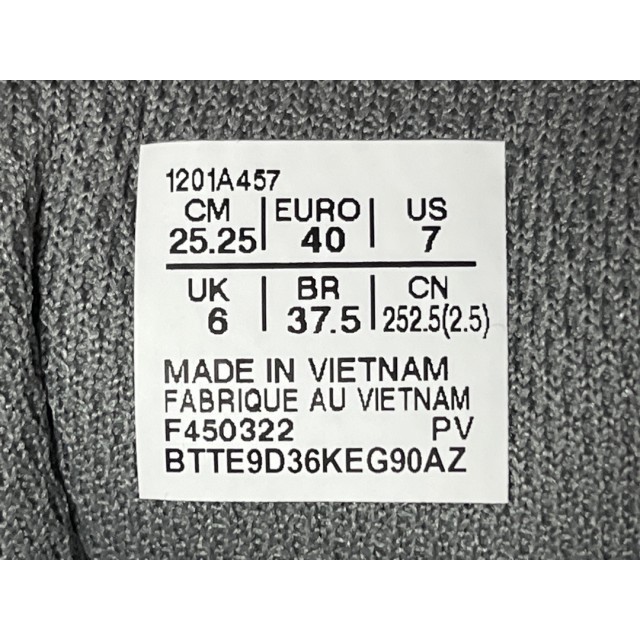 1201A457
CM | EURO | US
25.25 | 40 | 7
UK | BR | CN
6 | 37.5 | 252.5(2.5)
MADE IN VIETNAM
FABRIQUE AU VIETNAM
F450322 PV
BTTE9D36KEG90AZ